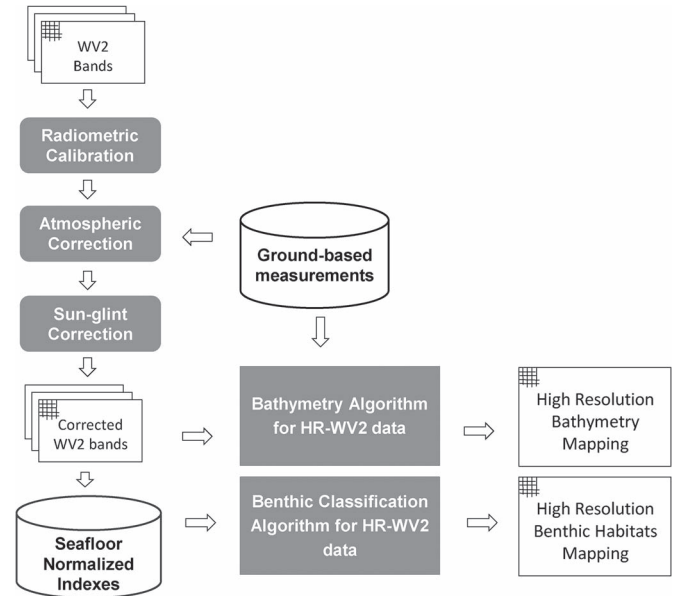 WV2
Bands
Radiometric
Calibration
Atmospheric
Correction
Ground-based
measurements
Sun-glint
Correction
Corrected
WV2 bands
Bathymetry Algorithm
for HR-WV2 data
High Resolution
Bathymetry
Mapping
Seafloor
Normalized
Indexes
Benthic Classification
Algorithm for HR-WV2
data
High Resolution
Benthic Habitats
Mapping